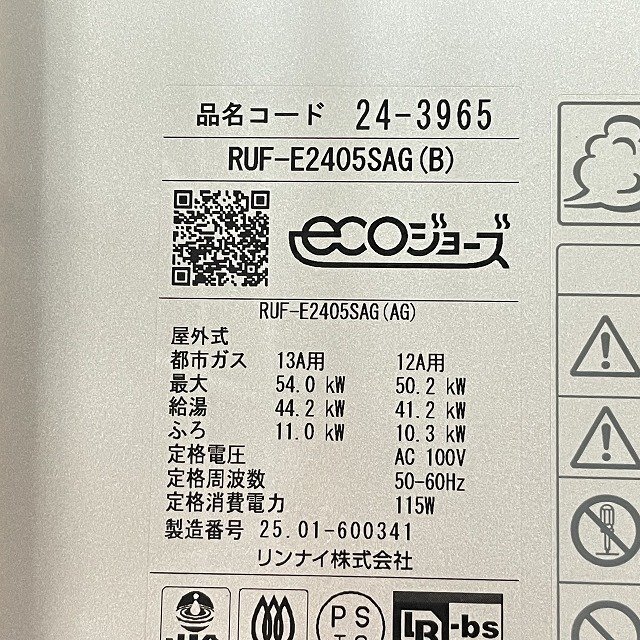 品名コード 24-3965
RUF-E2405SAG(B)
ecoジョーズ
RUF-E2405SAG(AG)
屋外式
都市ガス 13A用 12A用
最大 54.0 kW 50.2 kW
給湯 44.2 kW 41.2 kW
ふろ 11.0 kW 10.3 kW
定格電圧 AC 100V
定格周波数 50-60Hz
定格消費電力 115W
製造番号 25.01-600341
リンナイ株式会社
PS
LR-bs